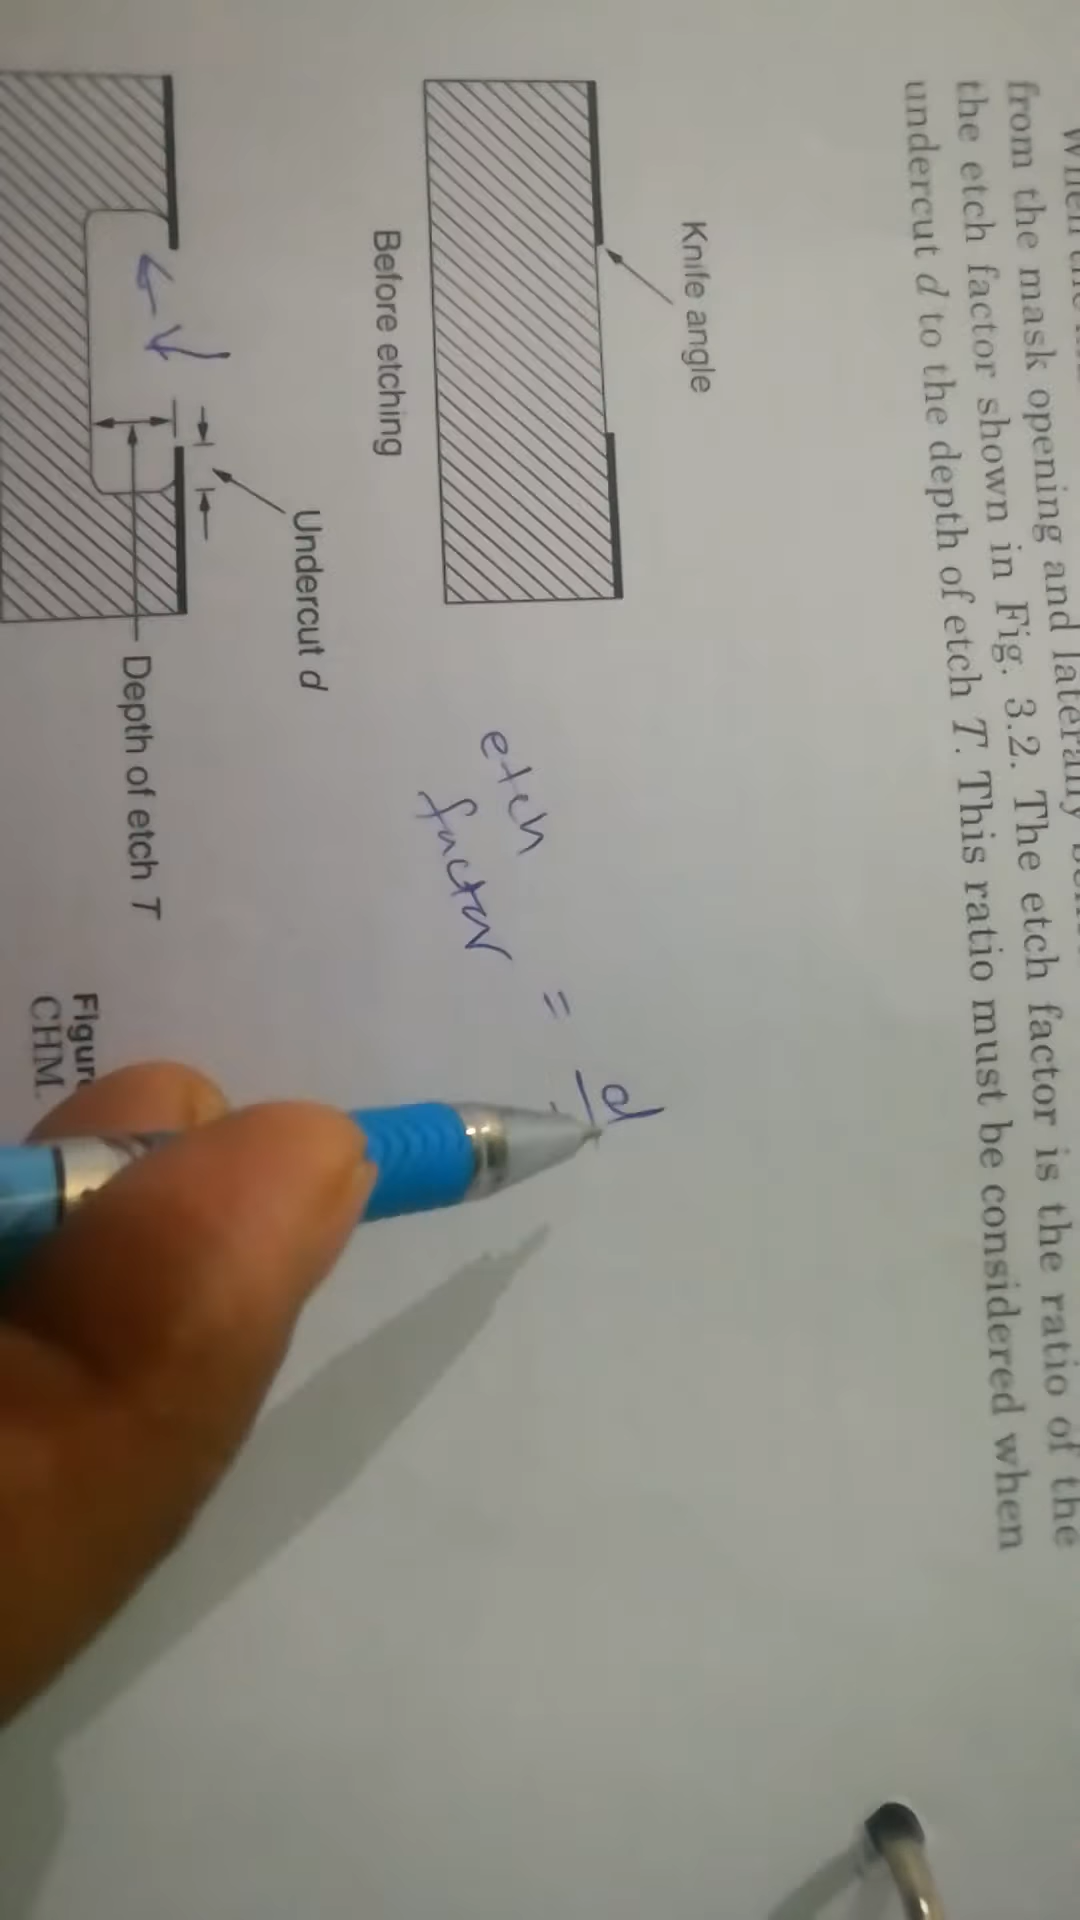 from the mask opening and laterally
the etch factor shown in Fig. 3.2. The etch factor is the ratio of the
undercut d to the depth of etch T. This ratio must be considered when
Knife angle
Before etching
Undercut d
Depth of etch T
etch
factor = d
CHM.